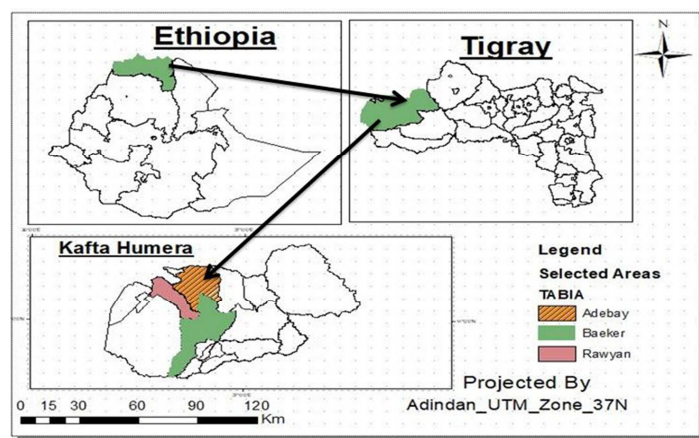 Ethiopia
Tigray
N
Kafta Humera
Legend
Selected Areas
TABIA
Adebay
Baeker
Rawyan
Projected By
Adindan_UTM_Zone_37N
0 15 30 60 90 120
Km